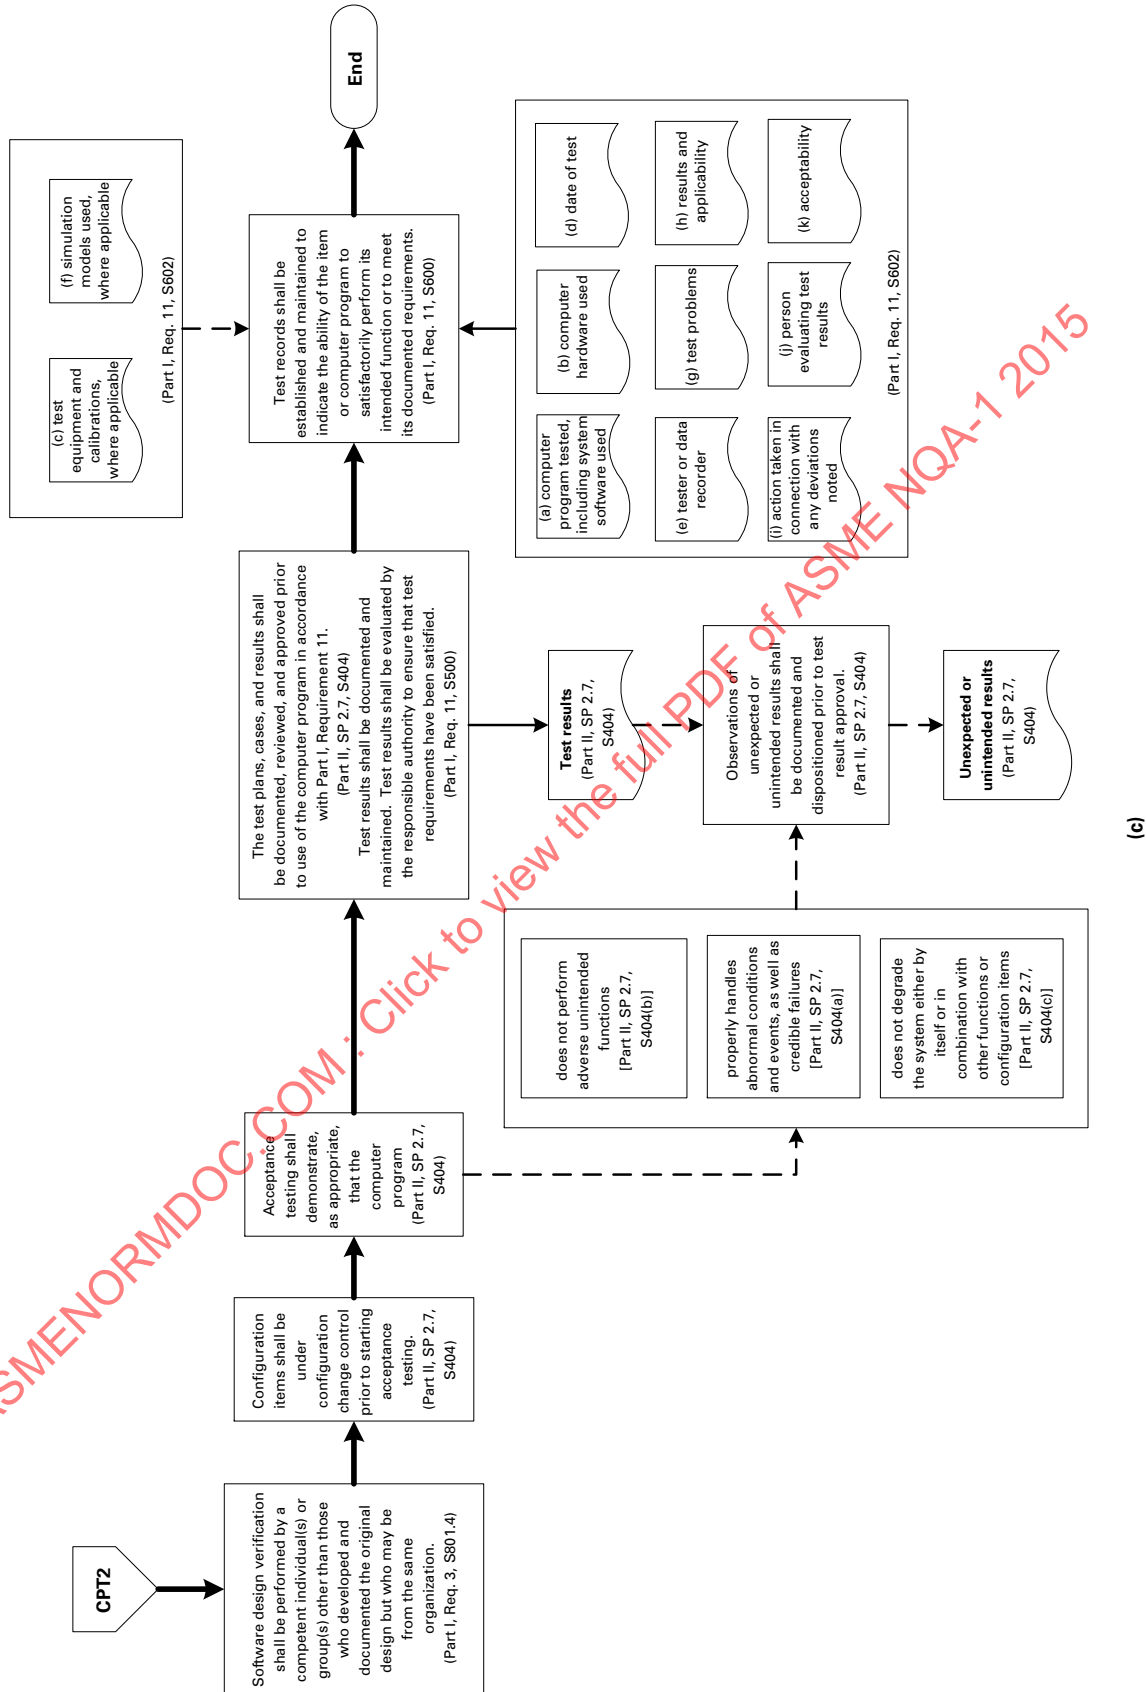 CPT2
Software design verification
shall be performed by a
competent individual(s) or
group(s) other than those
who developed and
documented the original
design but who may be
from the same
organization.
(Part I, Req. 3, S801.4)
Configuration
items shall be
under
configuration
change control
prior to starting
acceptance
testing.
(Part II, SP 2.7,
S404)
Acceptance
testing shall
demonstrate,
as appropriate,
that the
computer
program
(Part II, SP 2.7,
S404)
does not perform
adverse unintended
functions
[Part II, SP 2.7,
S404(b)]
properly handles
abnormal conditions
and events, as well as
credible failures
[Part II, SP 2.7,
S404(a)]
does not degrade
the system either by
itself or in
combination with
other functions or
configuration items
[Part II, SP 2.7,
S404(c)]
The test plans, cases, and results shall
be documented, reviewed, and approved prior
to use of the computer program in accordance
with Part I, Requirement 11.
(Part II, SP 2.7, S404)
Test results shall be documented and
maintained. Test results shall be evaluated by
the responsible authority to ensure that test
requirements have been satisfied.
(Part I, Req. 11, S500)
Test results
(Part II, SP 2.7,
S404)
Observations of
unexpected or
unintended results shall
be documented and
dispositioned prior to test
result approval.
(Part II, SP 2.7, S404)
Unexpected or
unintended results
(Part II, SP 2.7,
S404)
(c) test
equipment and
calibrations,
where applicable
(f) simulation
models used,
where applicable
(Part I, Req. 11, S602)
Test records shall be
established and maintained to
indicate the ability of the item
or computer program to
satisfactorily perform its
intended function or to meet
its documented requirements.
(Part I, Req. 11, S600)
(a) computer
program tested,
including system
software used
(b) computer
hardware used
(d) date of test
(e) tester or data
recorder
(g) test problems
(h) results and
applicability
(i) action taken in
connection with
any deviations
noted
(j) person
evaluating test
results
(k) acceptability
(Part I, Req. 11, S602)
End
(c)
ASMENORMDOC.COM : Click to view the full PDF of ASME NQA-1 2015